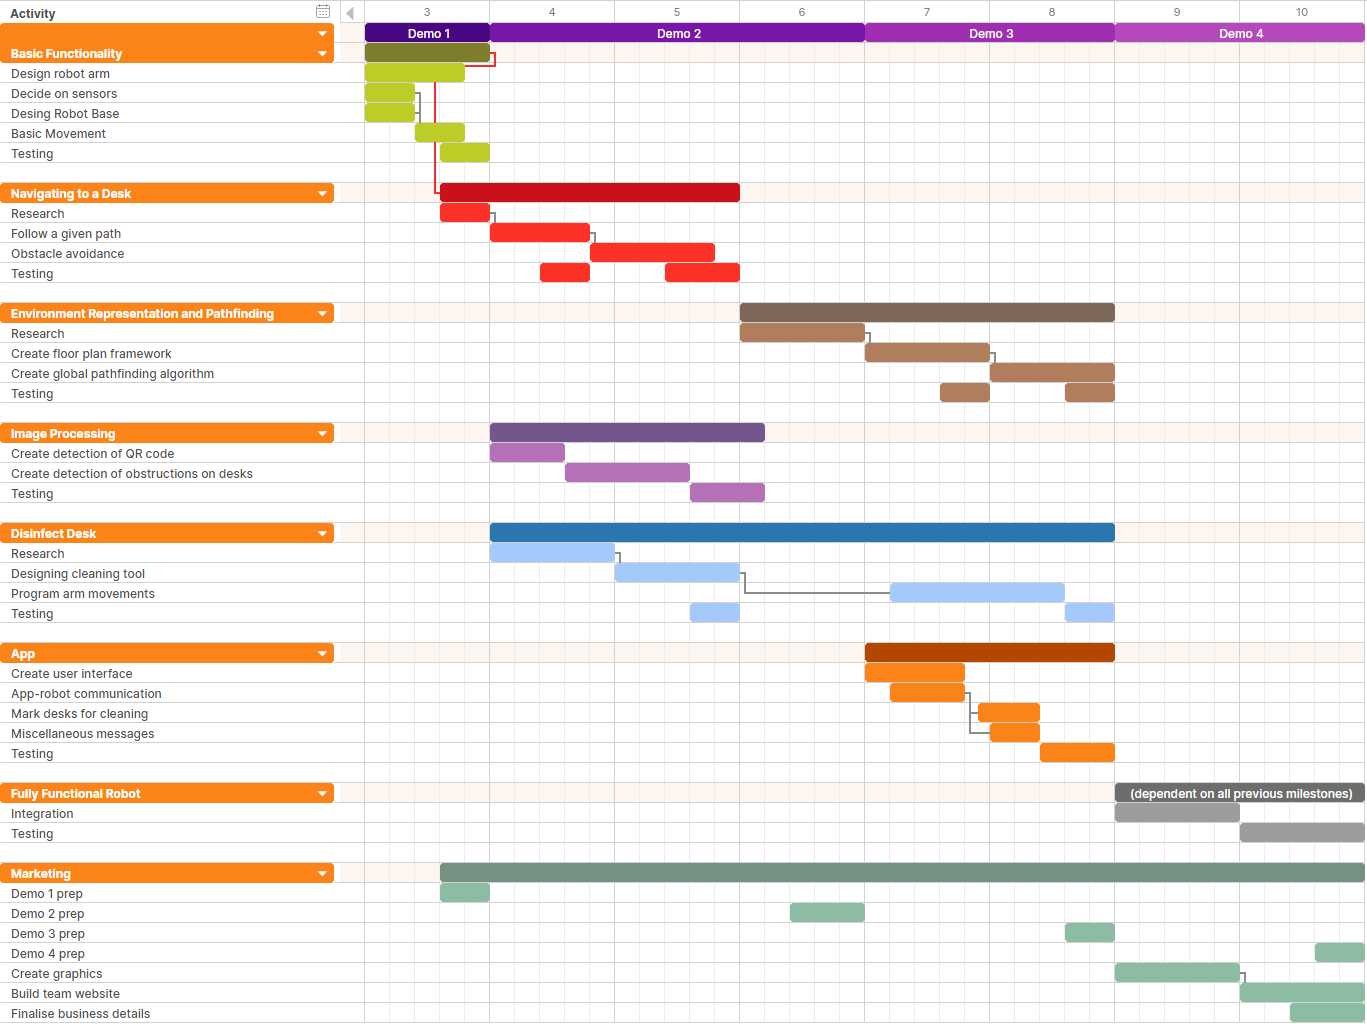 Activity 3 4 5 6 7 8 9 10
Demo 1 Demo 2 Demo 3 Demo 4
Basic Functionality
Design robot arm
Decide on sensors
Desing Robot Base
Basic Movement
Testing
Navigating to a Desk
Research
Follow a given path
Obstacle avoidance
Testing
Environment Representation and Pathfinding
Research
Create floor plan framework
Create global pathfinding algorithm
Testing
Image Processing
Create detection of QR code
Create detection of obstructions on desks
Testing
Disinfect Desk
Research
Designing cleaning tool
Program arm movements
Testing
App
Create user interface
App-robot communication
Mark desks for cleaning
Miscellaneous messages
Testing
Fully Functional Robot (dependent on all previous milestones)
Integration
Testing
Marketing
Demo 1 prep
Demo 2 prep
Demo 3 prep
Demo 4 prep
Create graphics
Build team website
Finalise business details